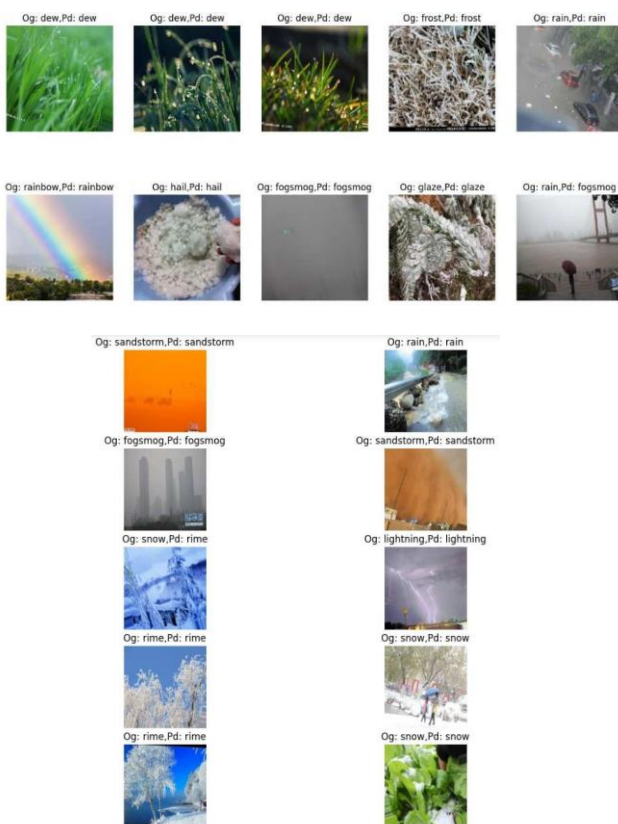 Og: dew,Pd: dew
Og: dew,Pd: dew
Og: dew,Pd: dew
Og: frost,Pd: frost
Og: rain,Pd: rain
Og: rainbow,Pd: rainbow
Og: hail,Pd: hail
Og: fogsmog,Pd: fogsmog
Og: glaze,Pd: glaze
Og: rain,Pd: fogsmog
Og: sandstorm,Pd: sandstorm
Og: rain,Pd: rain
Og: fogsmog,Pd: fogsmog
Og: sandstorm,Pd: sandstorm
Og: snow,Pd: rime
Og: lightning,Pd: lightning
Og: rime,Pd: rime
Og: snow,Pd: snow
Og: rime,Pd: rime
Og: snow,Pd: snow